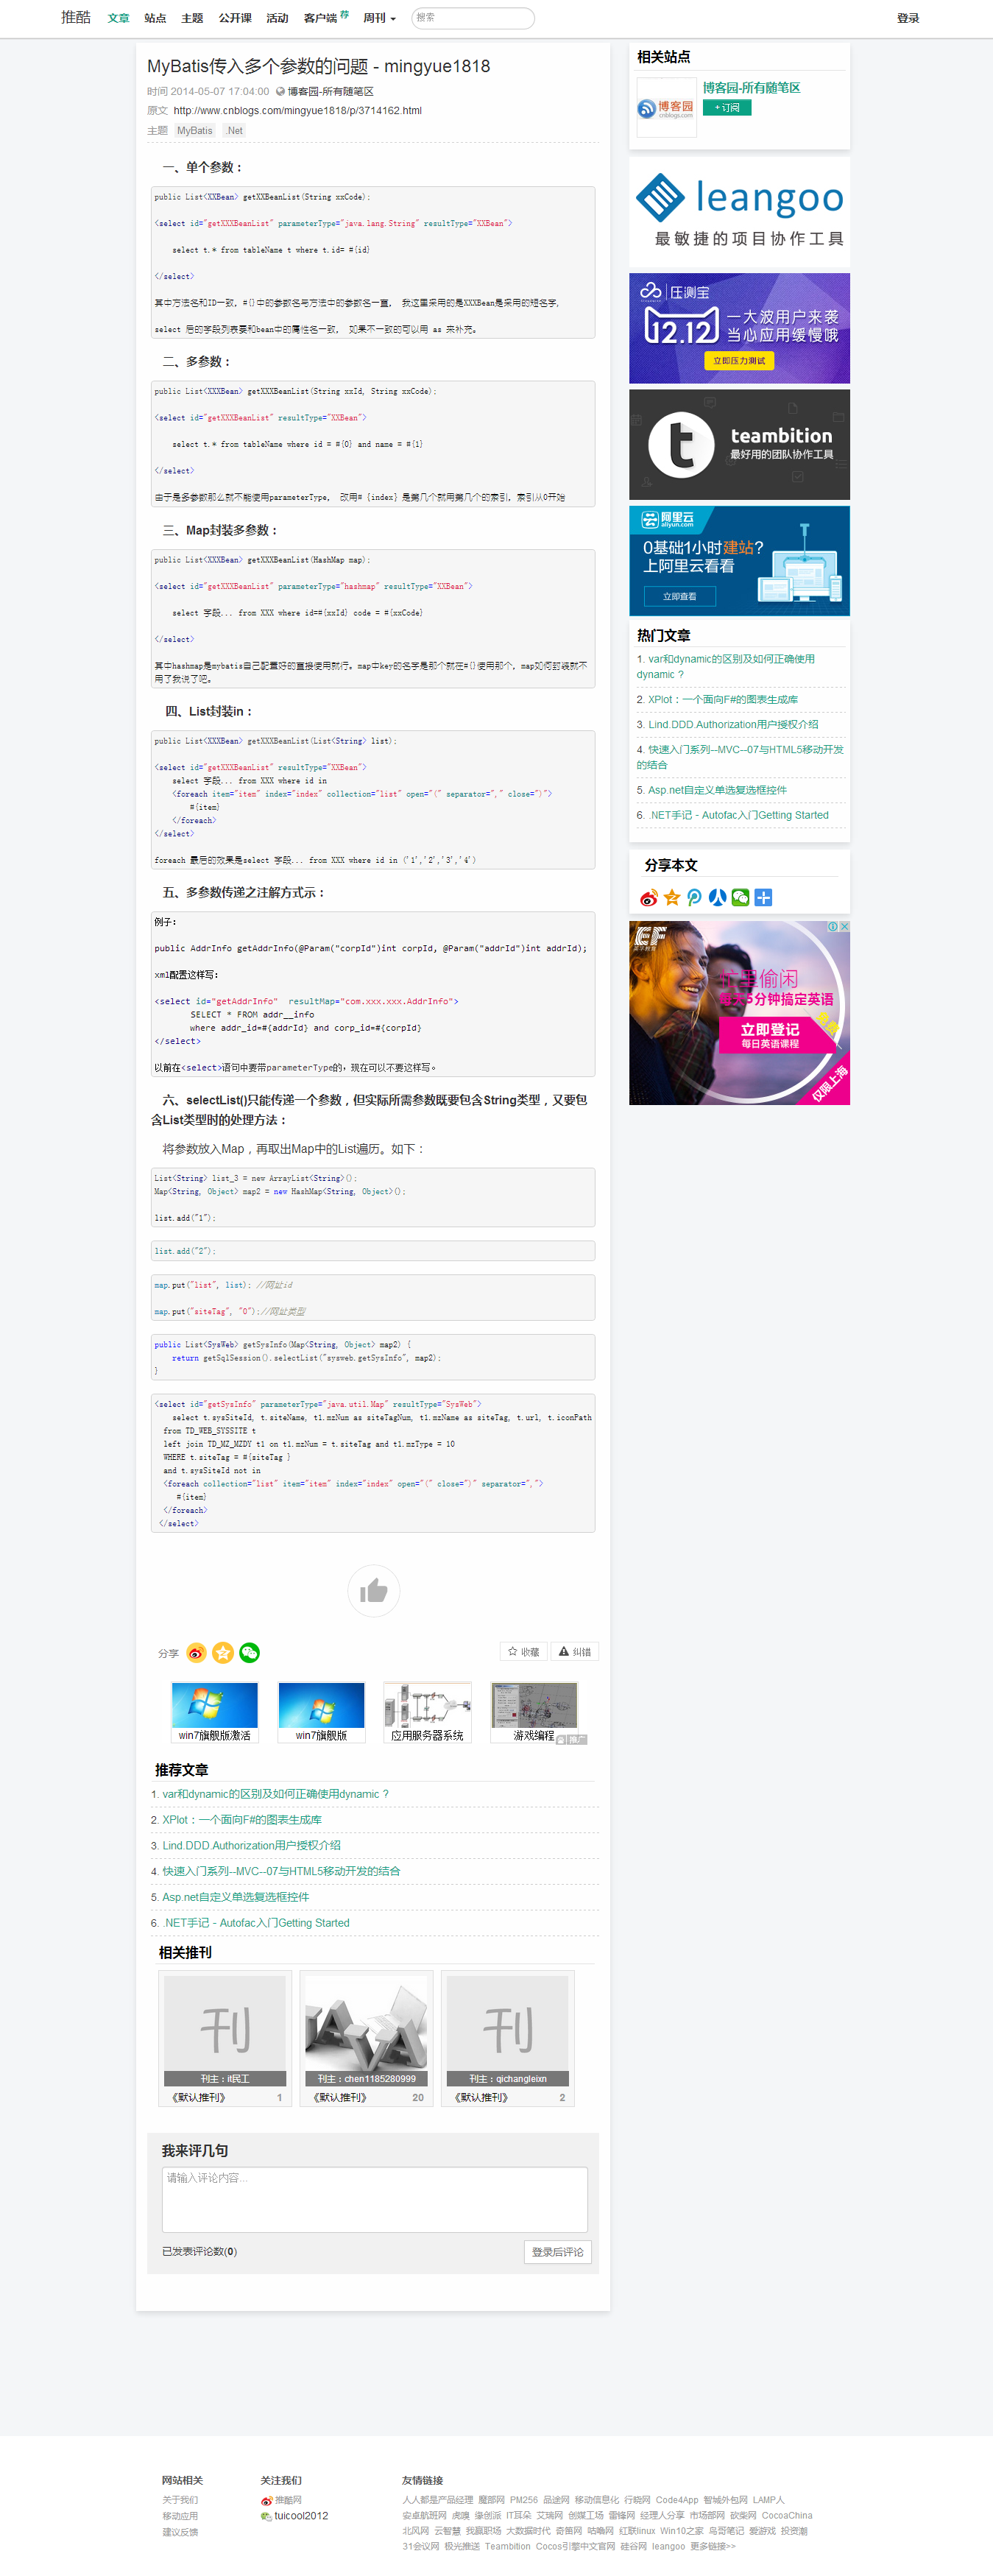 推酷 文章 站点 主题 公开课 活动 客户端 荐 周刊 搜索 登录
MyBatis传入多个参数的问题 - mingyue1818
时间 2014-05-07 17:04:00 博客园-所有随笔区
原文 http://www.cnblogs.com/mingyue1818/p/3714162.html
主题 MyBatis .Net
一、单个参数：
public List<XXBean> getXXBeanList(String xxCode);
<select id="getXXXBeanList" parameterType="java.lang.String" resultType="XXBean">
select t.* from tableName t where t.id= #{id}
</select>
其中方法名和ID一致，#{}中的参数名与方法中的参数名一直， 我这里采用的是XXXBean是采用的短名字,
select 后的字段列表要和bean中的属性名一致， 如果不一致的可以用 as 来补充。
二、多参数：
public List<XXXBean> getXXXBeanList(String xxId, String xxCode);
<select id="getXXXBeanList" resultType="XXBean">
select t.* from tableName where id = #{0} and name = #{1}
</select>
由于是多参数那么就不能使用parameterType， 改用#｛index｝是第几个就用第几个的索引，索引从0开始
三、Map封装多参数：
public List<XXXBean> getXXXBeanList(HashMap map);
<select id="getXXXBeanList" parameterType="hashmap" resultType="XXBean">
select 字段... from XXX where id=#{xxId} code = #{xxCode}
</select>
其中hashmap是mybatis自己配置好的直接使用就行。map中key的名字是那个就在#{}使用那个，map如何封装就不
用了我说了吧。
四、List封装in：
public List<XXXBean> getXXXBeanList(List<String> list);
<select id="getXXXBeanList" resultType="XXBean">
select 字段... from XXX where id in
<foreach item="item" index="index" collection="list" open="(" separator="," close=")">
#{item}
</foreach>
</select>
foreach 最后的效果是select 字段... from XXX where id in ('1','2','3','4')
五、多参数传递之注解方式示：
例子：
public AddrInfo getAddrInfo(@Param("corpId")int corpId, @Param("addrId")int addrId);
xml配置这样写：
<select id="getAddrInfo"  resultMap="com.xxx.xxx.AddrInfo">
SELECT * FROM addr__info
where addr_id=#{addrId} and corp_id=#{corpId}
</select>
以前在<select>语句中要带parameterType的，现在可以不要这样写。
六、selectList()只能传递一个参数，但实际所需参数既要包含String类型，又要包
含List类型时的处理方法：
将参数放入Map，再取出Map中的List遍历。如下：
List<String> list_3 = new ArrayList<String>();
Map<String, Object> map2 = new HashMap<String, Object>();
list.add("1");
list.add("2");
map.put("list", list); //网址id
map.put("siteTag", "0");//网址类型
public List<SysWeb> getSysInfo(Map<String, Object> map2) {
return getSqlSession().selectList("sysweb.getSysInfo", map2);
}
<select id="getSysInfo" parameterType="java.util.Map" resultType="SysWeb">
select t.sysSiteId, t.siteName, t1.mzNum as siteTagNum, t1.mzName as siteTag, t.url, t.iconPath
from TD_WEB_SYSSITE t
left join TD_MZ_MZDY t1 on t1.mzNum = t.siteTag and t1.mzType = 10
WHERE t.siteTag = #{siteTag }
and t.sysSiteId not in
<foreach collection="list" item="item" index="index" open="(" close=")" separator=",">
#{item}
</foreach>
</select>
分享 收藏 纠错
win7旗舰版激活 win7旗舰版 应用服务器系统 游戏编程 推广
推荐文章
1. var和dynamic的区别及如何正确使用dynamic？
2. XPlot：一个面向F#的图表生成库
3. Lind.DDD.Authorization用户授权介绍
4. 快速入门系列--MVC--07与HTML5移动开发的结合
5. Asp.net自定义单选复选框控件
6. .NET手记 - Autofac入门Getting Started
相关推刊
刊 刊
刊主：it民工 刊主：chen1185280999 刊主：qichangleixn
《默认推刊》 1 《默认推刊》 20 《默认推刊》 2
我来评几句
请输入评论内容...
已发表评论数(0) 登录后评论
相关站点
博客园-所有随笔区
博客园
cnblogs.com
+订阅
leangoo
最敏捷的项目协作工具
压测宝
12.12 一大波用户来袭
当心应用缓慢哦
立即压力测试
teambition
最好用的团队协作工具
阿里云
aliyun.com
0基础1小时建站?
上阿里云看看
立即查看
热门文章
1. var和dynamic的区别及如何正确使用
dynamic？
2. XPlot：一个面向F#的图表生成库
3. Lind.DDD.Authorization用户授权介绍
4. 快速入门系列--MVC--07与HTML5移动开发
的结合
5. Asp.net自定义单选复选框控件
6. .NET手记 - Autofac入门Getting Started
分享本文
EF
忙里偷闲
每天5分钟搞定英语
免费
立即登记
每日英语课程
仅限上海
网站相关 关注我们 友情链接
关于我们 推酷网 人人都是产品经理 魔部网 PM256 品途网 移动信息化 行晓网 Code4App 智城外包网 LAMP人
移动应用 tuicool2012 安卓航班网 虎嗅 缘创派 IT耳朵 艾瑞网 创媒工场 雷锋网 经理人分享 市场部网 砍柴网 CocoaChina
建议反馈 北风网 云智慧 我赢职场 大数据时代 奇笛网 咕噜网 红联linux Win10之家 鸟哥笔记 爱游戏 投资潮
31会议网 极光推送 Teambition Cocos引擎中文官网 硅谷网 leangoo 更多链接>>